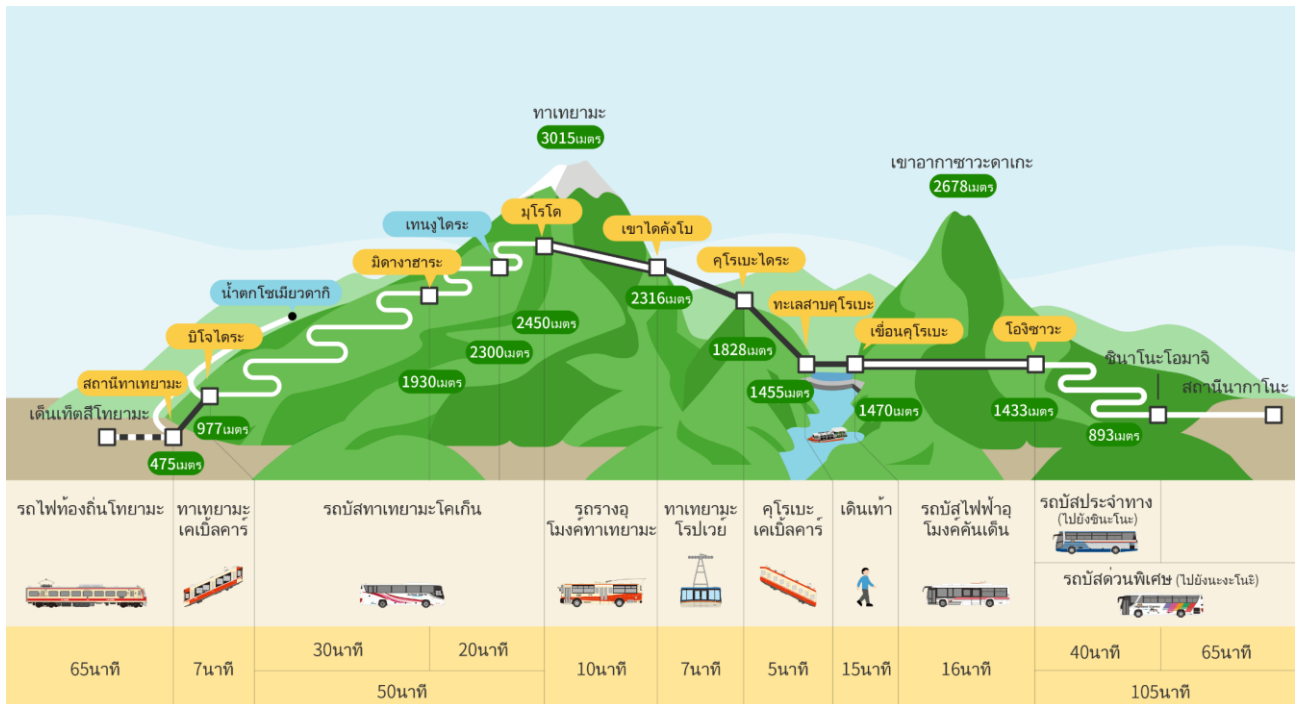 ทาเทยามะ
3015เมตร
เขาอากาซาวะดาเกะ
2678เมตร
มุโรโด
เทนงูไดระ
เขาไดคังโบ
มิดางาฮาระ
คุโรเบะไดระ
น้ำตกโชเมียวดากิ
2316เมตร
ทะเลสาบคุโรเบะ
2450เมตร
เขื่อนคุโรเบะ
โองิซาวะ
บิโจไดระ
2300เมตร
1828เมตร
ชินาโนะโอมาจิ
สถานีทาเทยามะ
1930เมตร
1455เมตร
สถานีนากาโนะ
เด็นเท็ตสึโทยามะ
977เมตร
1470เมตร
1433เมตร
893เมตร
475เมตร
รถไฟท้องถิ่นโทยามะ
ทาเทยามะ
เคเบิ้ลคาร์
รถบัสทาเทยามะโคเก็น
รถรางอุ
โมงค์ทาเทยามะ
ทาเทยามะ
โรปเวย์
คุโรเบะ
เคเบิ้ลคาร์
เดินเท้า
รถบัสไฟฟ้าอุ
โมงค์คันเด็น
รถบัสประจำทาง
(ไปยังชินะโนะ)
รถบัสด่วนพิเศษ (ไปยังนะงะโนะ)
65นาที
7นาที
30นาที
20นาที
50นาที
10นาที
7นาที
5นาที
15นาที
16นาที
40นาที
65นาที
105นาที